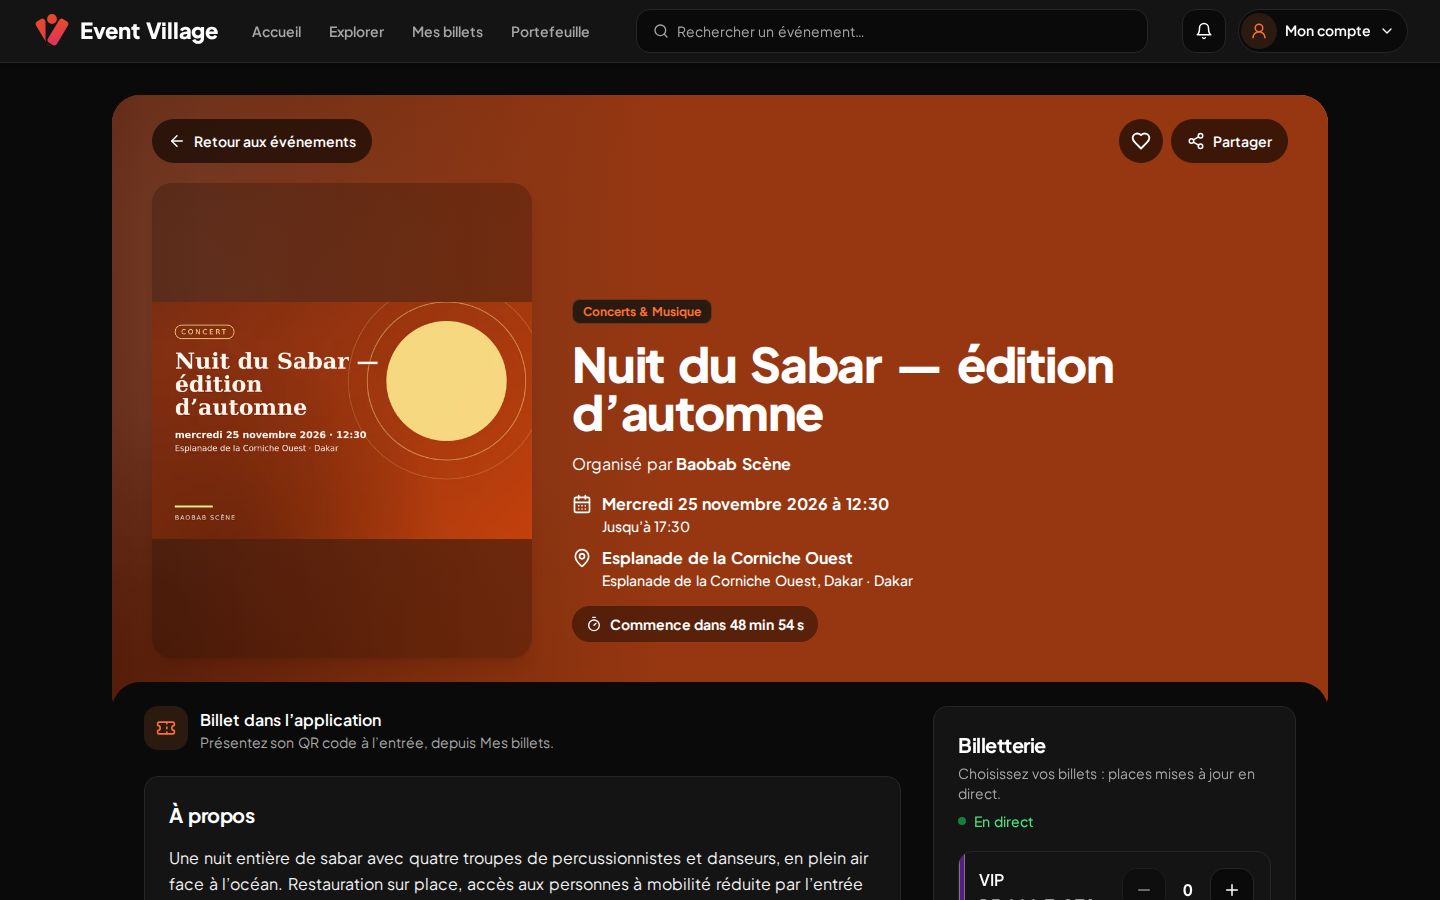 Event Village
Accueil
Explorer
Mes billets
Portefeuille
Rechercher un événement…
Mon compte
Retour aux événements
Partager
CONCERT
Nuit du Sabar —
édition
d’automne
mercredi 25 novembre 2026 · 12:30
Esplanade de la Corniche Ouest · Dakar
BAOBAB SCÈNE
Concerts & Musique
Nuit du Sabar — édition
d’automne
Organisé par Baobab Scène
Mercredi 25 novembre 2026 à 12:30
Jusqu’à 17:30
Esplanade de la Corniche Ouest
Esplanade de la Corniche Ouest, Dakar · Dakar
Commence dans 48 min 54 s
Billet dans l’application
Présentez son QR code à l’entrée, depuis Mes billets.
À propos
Une nuit entière de sabar avec quatre troupes de percussionnistes et danseurs, en plein air
face à l’océan. Restauration sur place, accès aux personnes à mobilité réduite par l’entrée
Billetterie
Choisissez vos billets : places mises à jour en
direct.
En direct
VIP
0